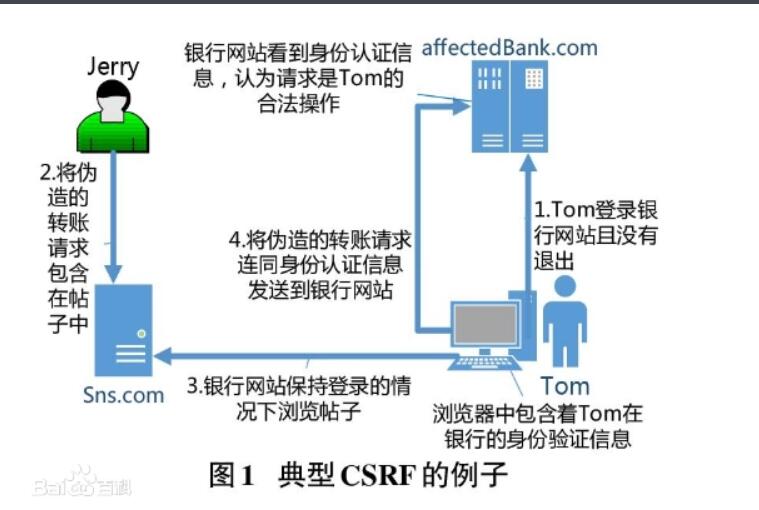 银行网站看到身份认证信
息，认为请求是Tom的
合法操作
affectedBank.com
Jerry
2.将伪
造的
转账
请求
包含
在帖
子中
4.将伪造的转账请求
连同身份认证信息
发送到银行网站
1.Tom登录银
行网站且没有
退出
Sns.com
3.银行网站保持登录的情
况下浏览帖子
Tom
浏览器中包含着Tom在
银行的身份验证信息
图1 典型CSRF的例子
Bai百科